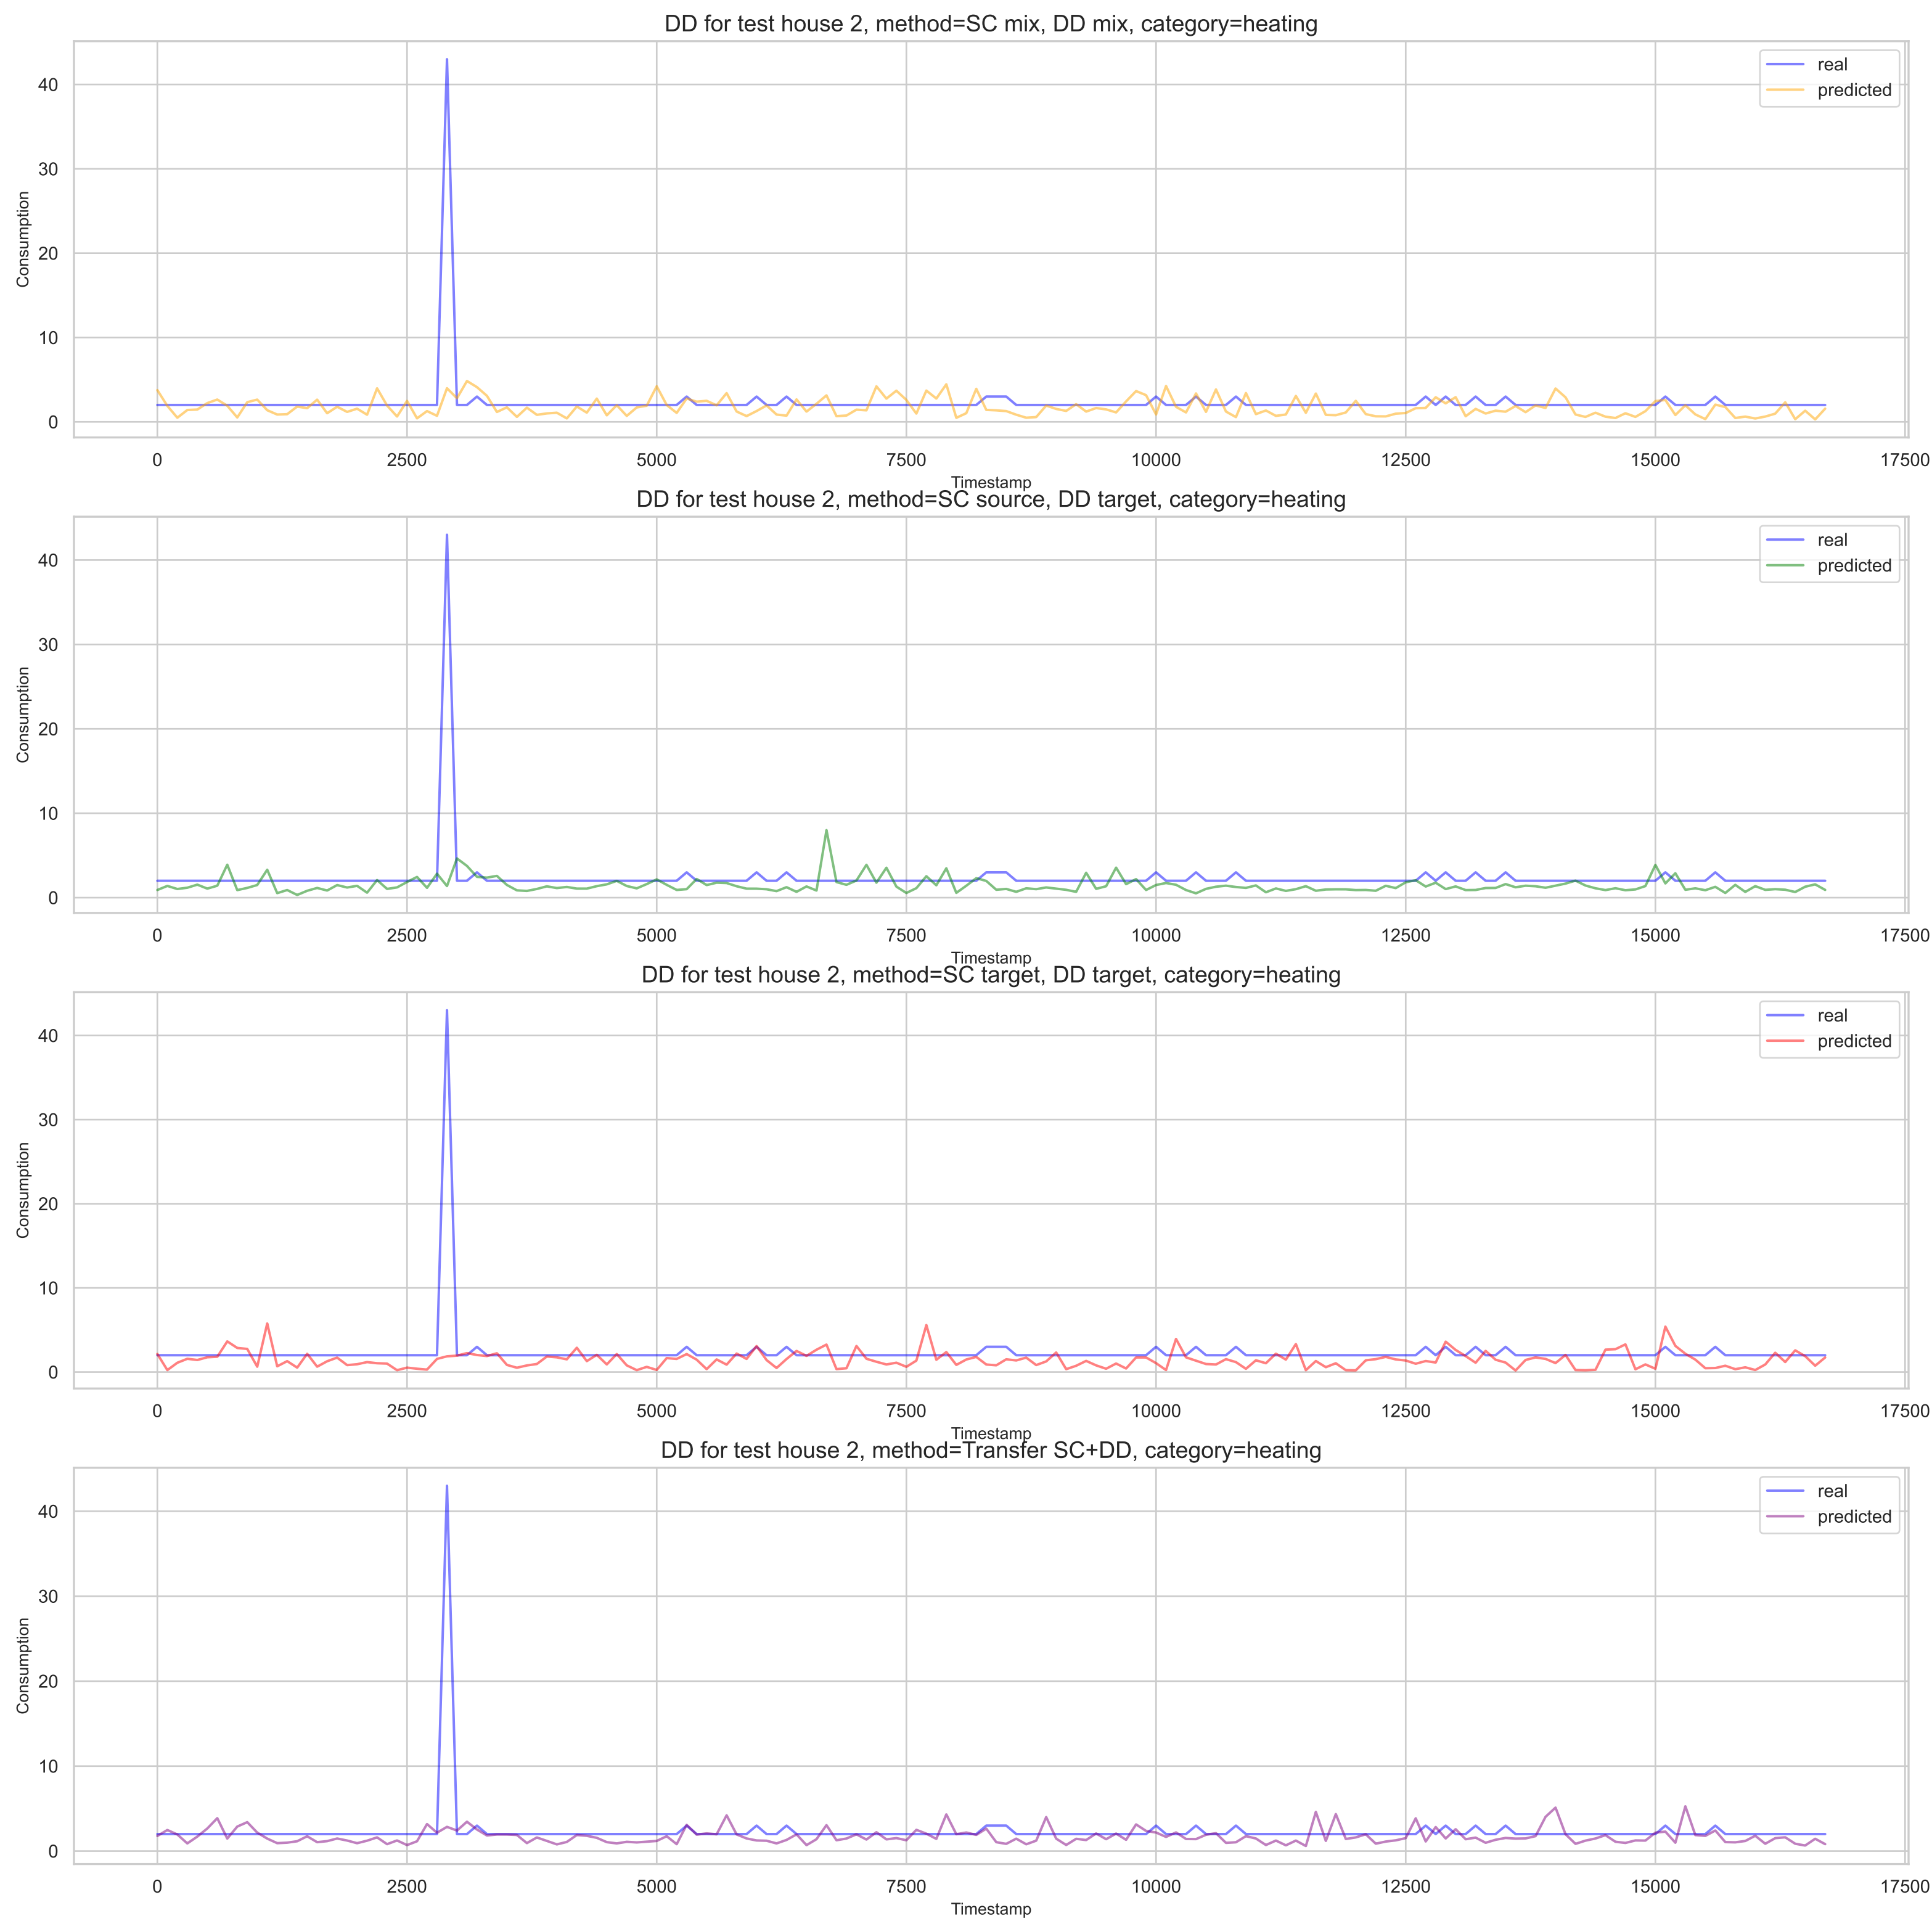 DD for test house 2, method=SC mix, DD mix, category=heating
real
predicted
40
30
20
10
0
Consumption
0 2500 5000 7500 10000 12500 15000 17500
Timestamp
DD for test house 2, method=SC source, DD target, category=heating
real
predicted
40
30
20
10
0
Consumption
0 2500 5000 7500 10000 12500 15000 17500
Timestamp
DD for test house 2, method=SC target, DD target, category=heating
real
predicted
40
30
20
10
0
Consumption
0 2500 5000 7500 10000 12500 15000 17500
Timestamp
DD for test house 2, method=Transfer SC+DD, category=heating
real
predicted
40
30
20
10
0
Consumption
0 2500 5000 7500 10000 12500 15000 17500
Timestamp